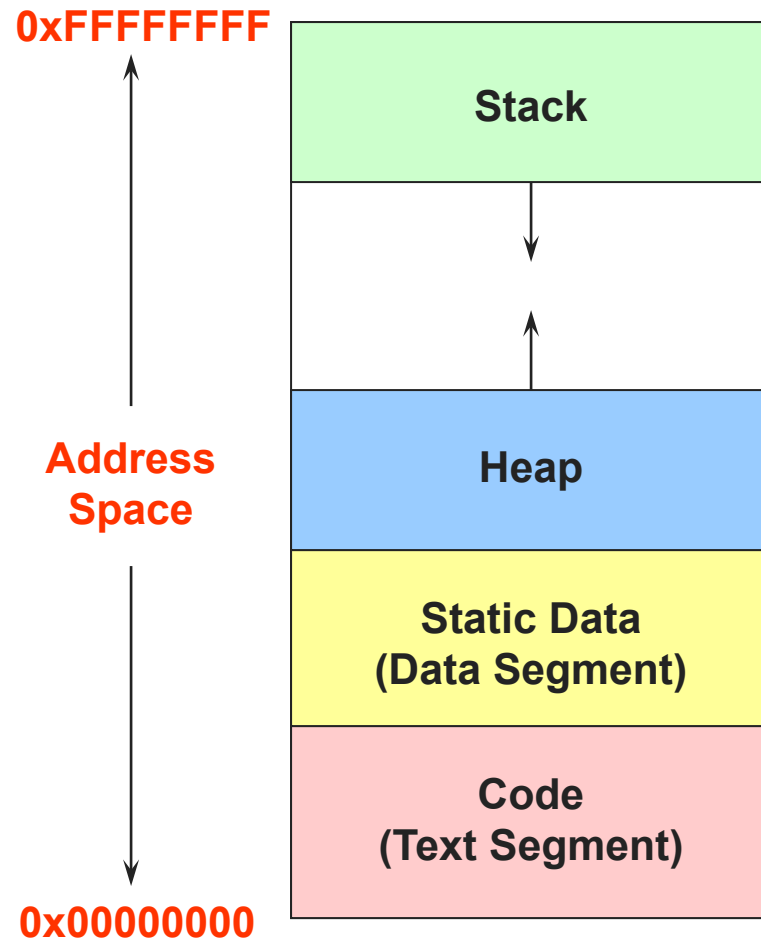 0xFFFFFFFF
Stack
Heap
Address
Space
Static Data
(Data Segment)
Code
(Text Segment)
0x00000000